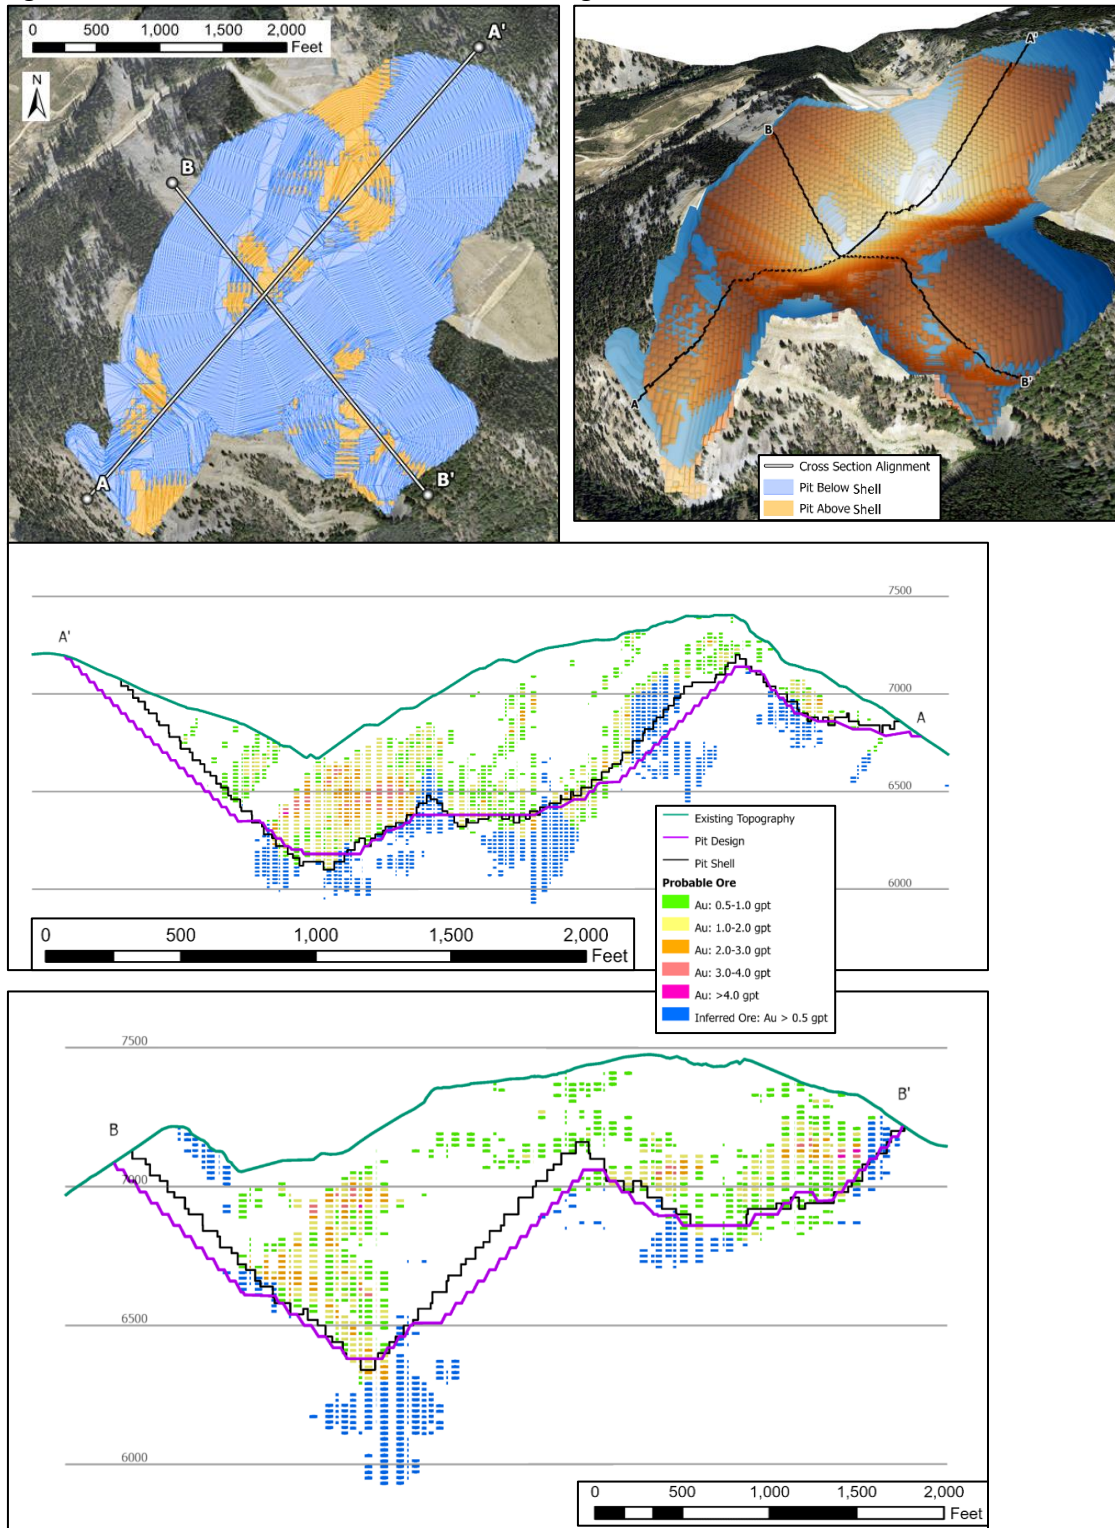 0 500 1,000 1,500 2,000
Feet
N
A'
B
A
B'
A'
B
A
B'
Cross Section Alignment
Pit Below Shell
Pit Above Shell
7500
A'
7000
A
6500
6000
Existing Topography
Pit Design
Pit Shell
Probable Ore
Au: 0.5-1.0 gpt
Au: 1.0-2.0 gpt
Au: 2.0-3.0 gpt
Au: 3.0-4.0 gpt
Au: >4.0 gpt
Inferred Ore: Au > 0.5 gpt
0 500 1,000 1,500 2,000
Feet
7500
B
B'
7000
6500
6000
0 500 1,000 1,500 2,000
Feet